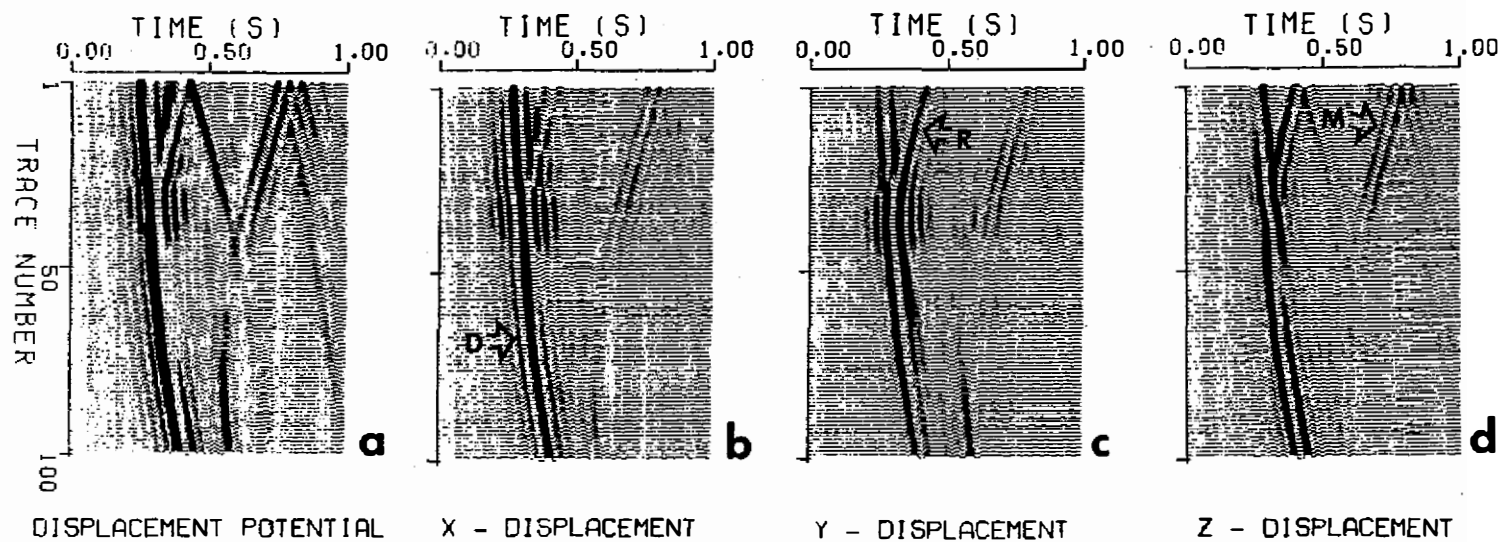 TIME (S)
0.00 0.50 1.00
TRACE NUMBER
1
50
100
a
DISPLACEMENT POTENTIAL
TIME (S)
0.00 0.50 1.00
D
b
X - DISPLACEMENT
TIME (S)
0.00 0.50 1.00
R
c
Y - DISPLACEMENT
TIME (S)
0.00 0.50 1.00
M
d
Z - DISPLACEMENT